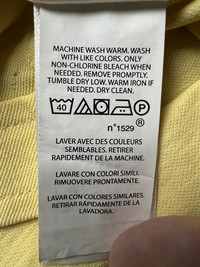 MACHINE WASH WARM. WASH
WITH LIKE COLORS. ONLY
NON-CHLORINE BLEACH WHEN
NEEDED. REMOVE PROMPTLY.
TUMBLE DRY LOW. WARM IRON IF
NEEDED. DRY CLEAN.
40 P
n°1529 ®
LAVER AVEC DES COULEURS
SEMBLABLES. RETIRER
RAPIDEMENT DE LA MACHINE.
LAVARE CON COLORI SIMILI.
RIMUOVERE PRONTAMENTE.
LAVAR CON COLORES SIMILARES.
RETIRAR RÁPIDAMENTE DE LA
LAVADORA.